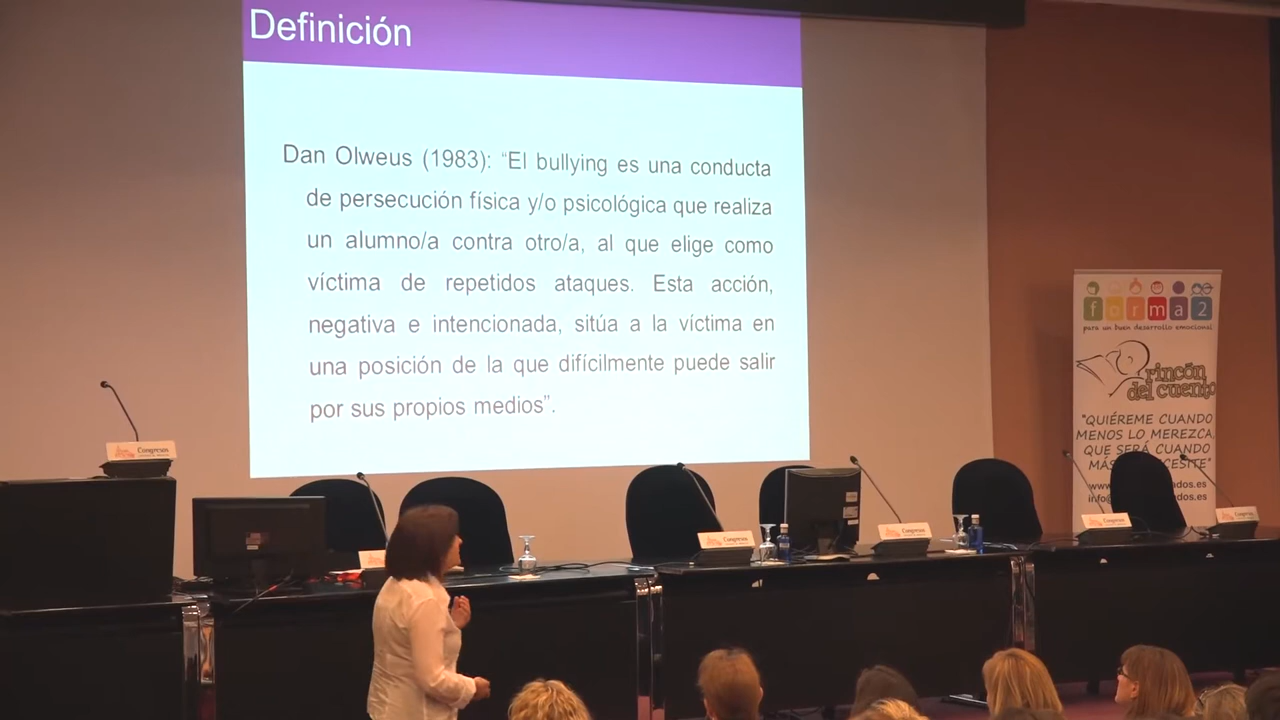 Definición
Dan Olweus (1983): “El bullying es una conducta
de persecución física y/o psicológica que realiza
un alumno/a contra otro/a, al que elige como
víctima de repetidos ataques. Esta acción,
negativa e intencionada, sitúa a la víctima en
una posición de la que difícilmente puede salir
por sus propios medios”.
forma2
para un buen desarrollo emocional
rincón
del cuento
"QUIÉREME CUANDO
MENOS LO MEREZCA,
QUE SERÁ CUANDO
Congresos
Congresos
Congresos
Congresos
Congresos
Congresos